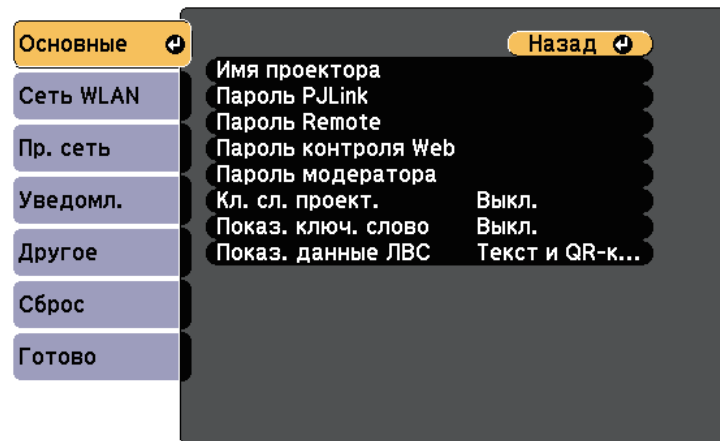 Основные
Назад
Имя проектора
Сеть WLAN
Пароль PJLink
Пароль Remote
Пр. сеть
Пароль контроля Web
Пароль модератора
Уведомл.
Кл. сл. проект. Выкл.
Показ. ключ. слово Выкл.
Другое
Показ. данные ЛВС Текст и QR-к...
Сброс
Готово